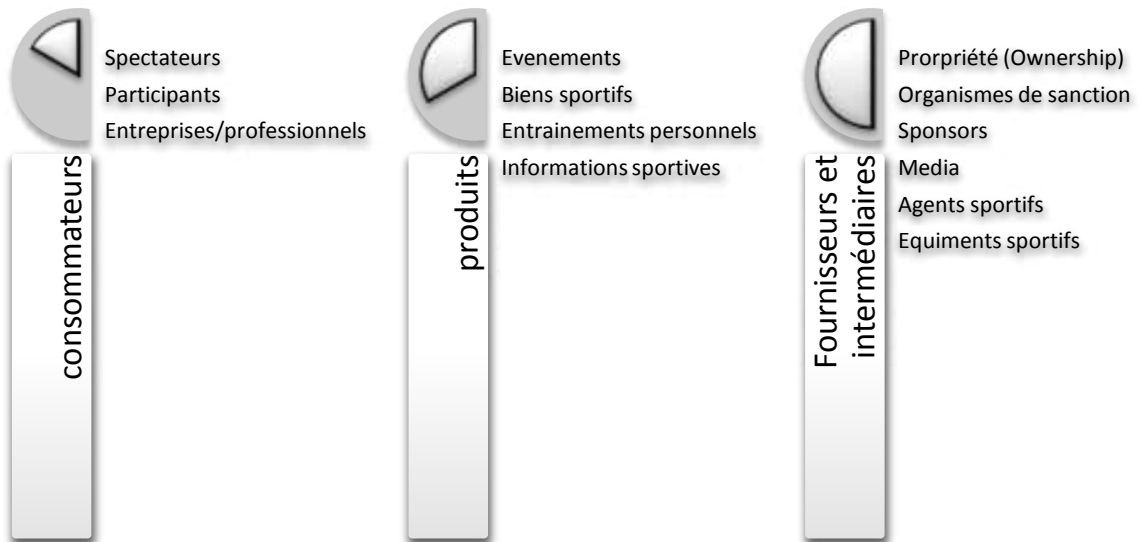 consommateurs
Spectateurs
Participants
Entreprises/professionnels
produits
Evenements
Biens sportifs
Entrainements personnels
Informations sportives
Fournisseurs et
intermédiaires
Prorpriété (Ownership)
Organismes de sanction
Sponsors
Media
Agents sportifs
Equiments sportifs